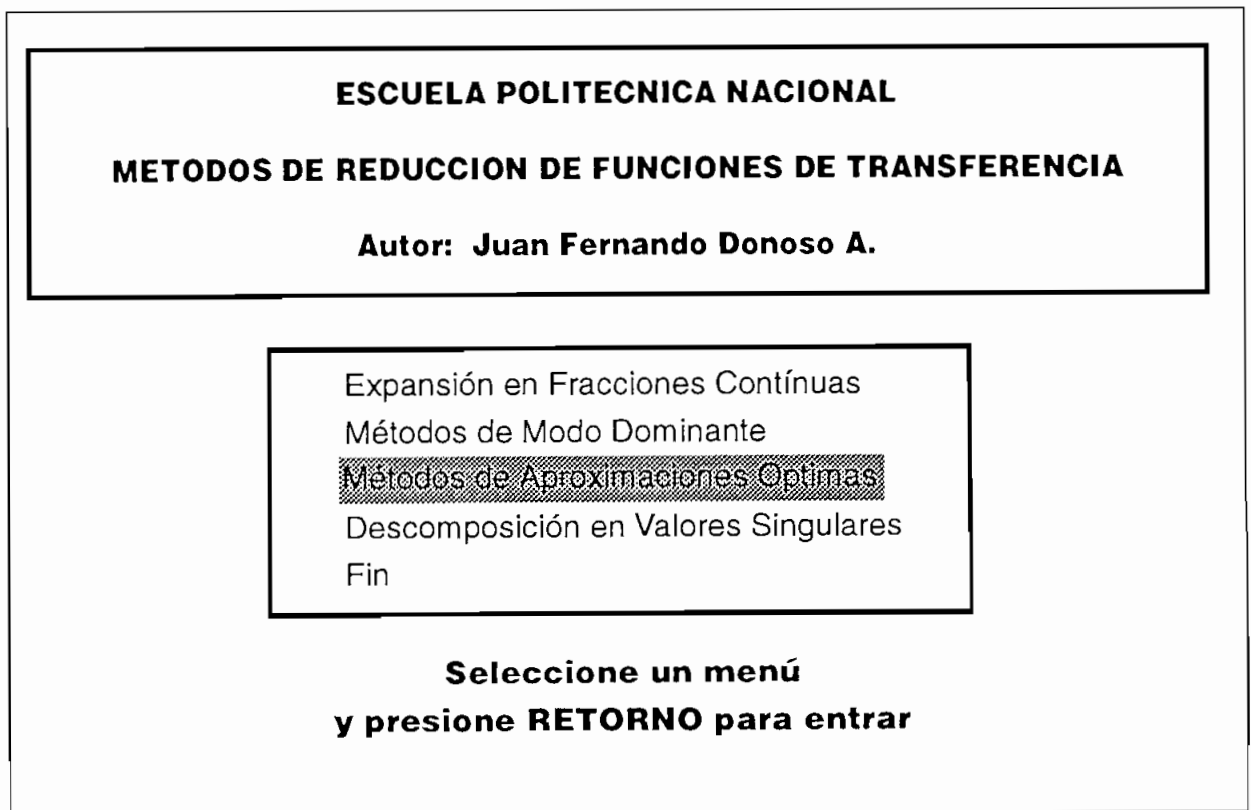 ESCUELA POLITECNICA NACIONAL
METODOS DE REDUCCION DE FUNCIONES DE TRANSFERENCIA
Autor: Juan Fernando Donoso A.
Expansión en Fracciones Contínuas
Métodos de Modo Dominante
Métodos de Aproximaciones Optimas
Descomposición en Valores Singulares
Fin
Seleccione un menú
y presione RETORNO para entrar